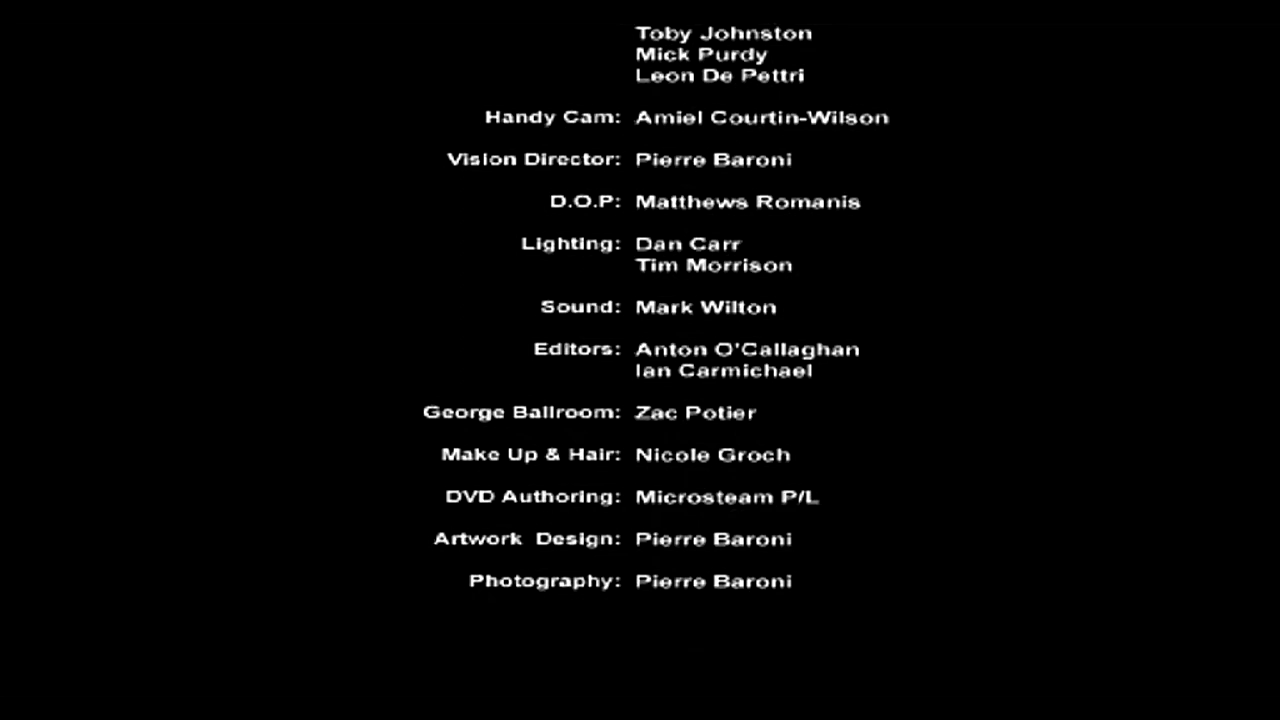 Toby Johnston
Mick Purdy
Leon De Pettri
Handy Cam: Amiel Courtin-Wilson
Vision Director: Pierre Baroni
D.O.P: Matthews Romanis
Lighting: Dan Carr
Tim Morrison
Sound: Mark Wilton
Editors: Anton O'Callaghan
Ian Carmichael
George Ballroom: Zac Potier
Make Up & Hair: Nicole Groch
DVD Authoring: Microsteam P/L
Artwork Design: Pierre Baroni
Photography: Pierre Baroni